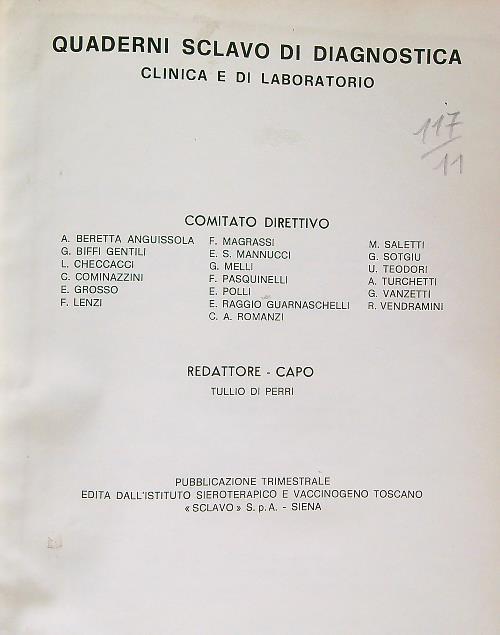 QUADERNI SCLAVO DI DIAGNOSTICA
CLINICA E DI LABORATORIO
117
11
COMITATO DIRETTIVO
A. BERETTA ANGUISSOLA
G. BIFFI GENTILI
L. CHECCACCI
C. COMINAZZINI
E. GROSSO
F. LENZI
F. MAGRASSI
E. S. MANNUCCI
G. MELLI
F. PASQUINELLI
E. POLLI
E. RAGGIO GUARNASCHELLI
C. A. ROMANZI
M. SALETTI
G. SOTGIU
U. TEODORI
A. TURCHETTI
G. VANZETTI
R. VENDRAMINI
REDATTORE - CAPO
TULLIO DI PERRI
PUBBLICAZIONE TRIMESTRALE
EDITA DALL'ISTITUTO SIEROTERAPICO E VACCINOGENO TOSCANO
«SCLAVO» S.p.A. - SIENA